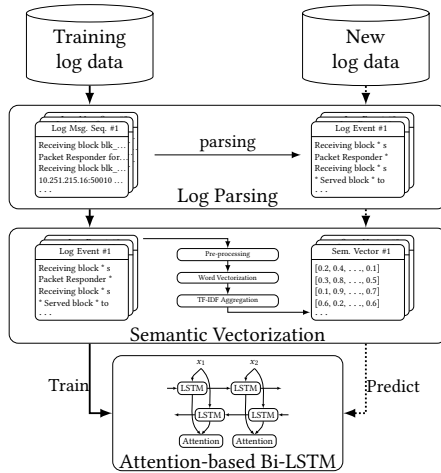 Training
log data
New
log data
Log Msg. Seq. #1
Receiving block blk_...
Packet Responder for...
Receiving block blk_...
10.251.215.16:50010 ...
...
parsing
Log Event #1
Receiving block * s
Packet Responder *
Receiving block * s
* Served block * to
...
Log Parsing
Log Event #1
Receiving block * s
Packet Responder *
Receiving block * s
* Served block * to
...
Pre-processing
Word Vectorization
TF-IDF Aggregation
Sem. Vector #1
[0.2, 0.4, ..., 0.1]
[0.3, 0.8, ..., 0.5]
[0.1, 0.9, ..., 0.7]
[0.6, 0.2, ..., 0.6]
...
Semantic Vectorization
Train
Predict
x1 x2
LSTM LSTM
LSTM LSTM
Attention Attention
Attention-based Bi-LSTM